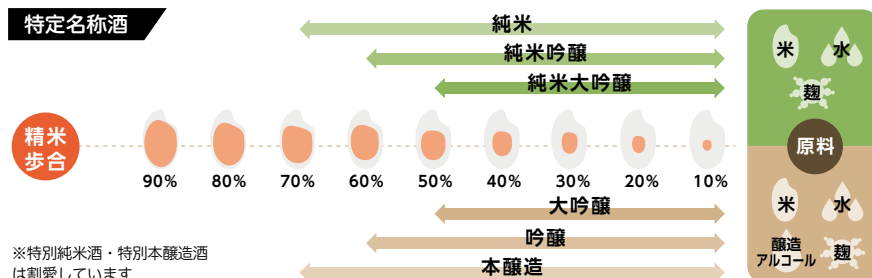 特定名称酒
純米
純米吟醸
純米大吟醸
米
水
麹
精米
歩合
90% 80% 70% 60% 50% 40% 30% 20% 10%
原料
大吟醸
吟醸
本醸造
米
水
醸造
アルコール
麹
※特別純米酒・特別本醸造酒
は割愛しています